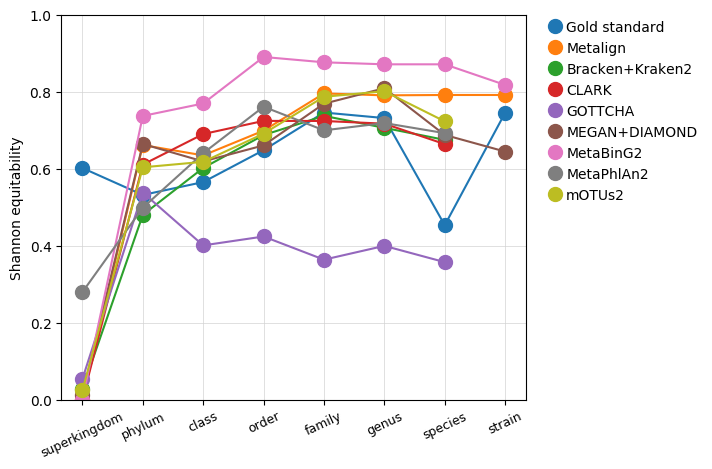 Shannon equitability
1.0
0.8
0.6
0.4
0.2
0.0
superkingdom
phylum
class
order
family
genus
species
strain
Gold standard
Metalign
Bracken+Kraken2
CLARK
GOTTCHA
MEGAN+DIAMOND
MetaBinG2
MetaPhlAn2
mOTUs2